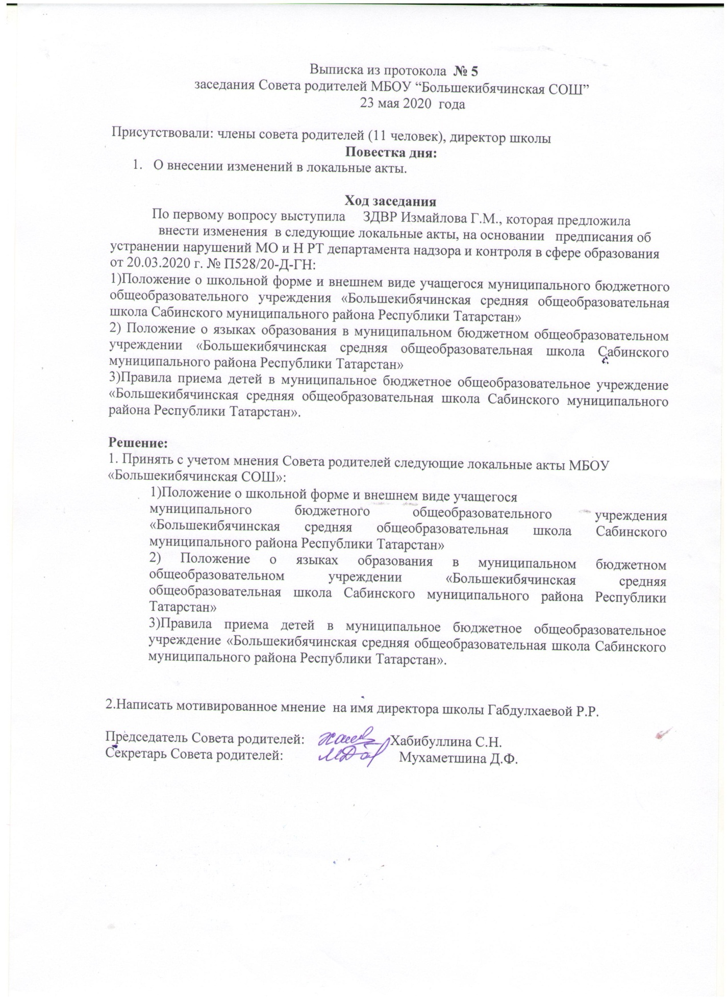 Выписка из протокола № 5
заседания Совета родителей МБОУ “Большекибячинская СОШ”
23 мая 2020 года
Присутствовали: члены совета родителей (11 человек), директор школы
Повестка дня:
1. О внесении изменений в локальные акты.
Ход заседания
По первому вопросу выступила ЗДВР Измайлова Г.М., которая предложила
внести изменения в следующие локальные акты, на основании предписания об
устранении нарушений МО и Н РТ департамента надзора и контроля в сфере образования
от 20.03.2020 г. № П528/20-Д-ГН:
1)Положение о школьной форме и внешнем виде учащегося муниципального бюджетного
общеобразовательного учреждения «Большекибячинская средняя общеобразовательная
школа Сабинского муниципального района Республики Татарстан»
2) Положение о языках образования в муниципальном бюджетном общеобразовательном
учреждении «Большекибячинская средняя общеобразовательная школа Сабинского
муниципального района Республики Татарстан»
3)Правила приема детей в муниципальное бюджетное общеобразовательное учреждение
«Большекибячинская средняя общеобразовательная школа Сабинского муниципального
района Республики Татарстан».
Решение:
1. Принять с учетом мнения Совета родителей следующие локальные акты МБОУ
«Большекибячинская СОШ»:
1)Положение о школьной форме и внешнем виде учащегося
муниципального бюджетного общеобразовательного учреждения
«Большекибячинская средняя общеобразовательная школа Сабинского
муниципального района Республики Татарстан»
2) Положение о языках образования в муниципальном бюджетном
общеобразовательном учреждении «Большекибячинская средняя
общеобразовательная школа Сабинского муниципального района Республики
Татарстан»
3)Правила приема детей в муниципальное бюджетное общеобразовательное
учреждение «Большекибячинская средняя общеобразовательная школа Сабинского
муниципального района Республики Татарстан».
2.Написать мотивированное мнение на имя директора школы Габдулхаевой Р.Р.
Председатель Совета родителей: Хабибуллина С.Н.
Секретарь Совета родителей: Мухаметшина Д.Ф.